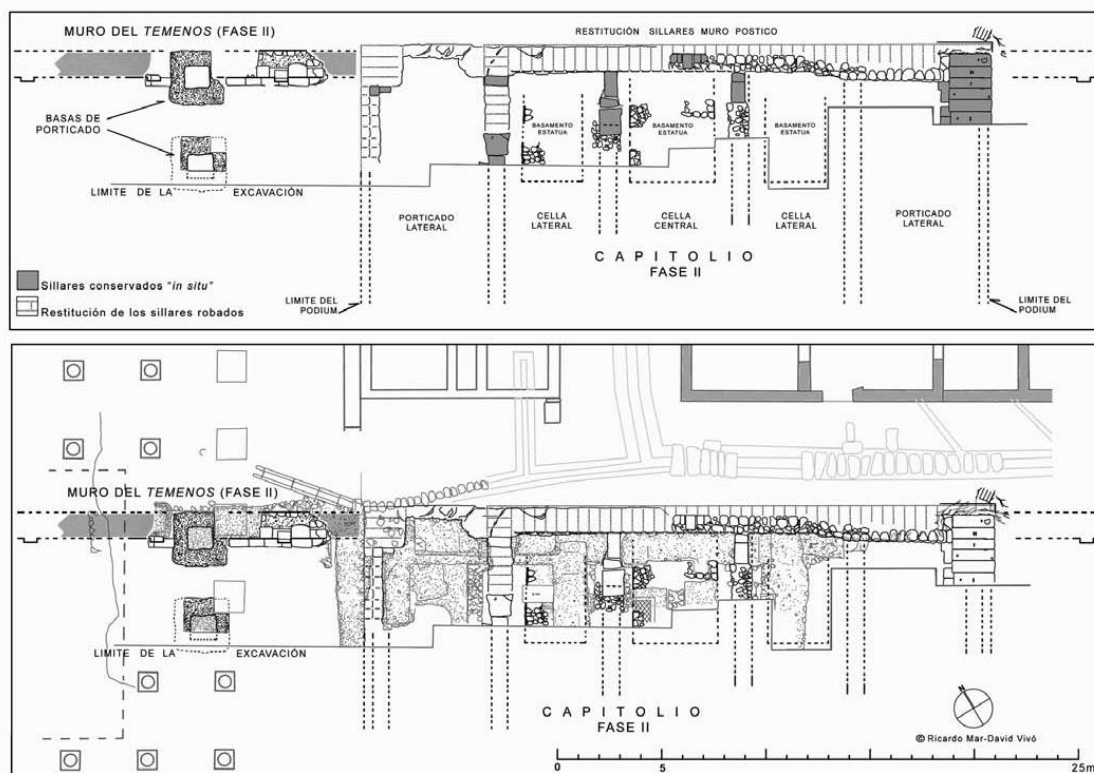 MURO DEL TEMENOS (FASE II)
RESTITUCIÓN SILLARES MURO POSTICO
BASAS DE
PORTICADO
BASAMENTO
ESTATUA
BASAMENTO
ESTATUA
BASAMENTO
ESTATUA
LIMITE DE LA EXCAVACIÓN
PORTICADO
LATERAL
CELLA
LATERAL
CELLA
CENTRAL
CELLA
LATERAL
PORTICADO
LATERAL
CAPITOLIO
FASE II
Sillares conservados "in situ"
Restitución de los sillares robados
LIMITE DEL
PODIUM
LIMITE DEL
PODIUM
MURO DEL TEMENOS (FASE II)
LIMITE DE LA EXCAVACIÓN
CAPITOLIO
FASE II
N
© Ricardo Mar-David Vivó
0 5 25m